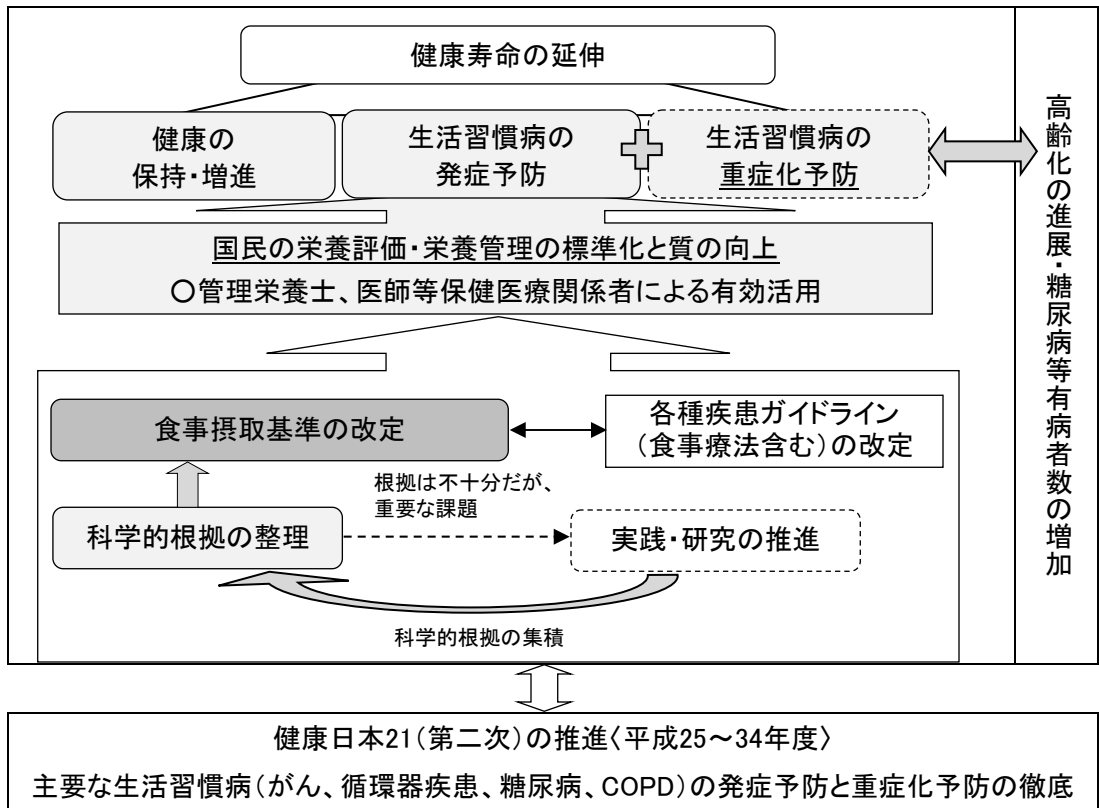 健康寿命の延伸
健康の
保持・増進
生活習慣病の
発症予防
生活習慣病の
重症化予防
国民の栄養評価・栄養管理の標準化と質の向上
〇管理栄養士、医師等保健医療関係者による有効活用
食事摂取基準の改定
各種疾患ガイドライン
（食事療法含む）の改定
根拠は不十分だが、
重要な課題
科学的根拠の整理
実践・研究の推進
科学的根拠の集積
高齢化の進展・糖尿病等有病者数の増加
健康日本21（第二次）の推進〈平成25～34年度〉
主要な生活習慣病（がん、循環器疾患、糖尿病、COPD）の発症予防と重症化予防の徹底